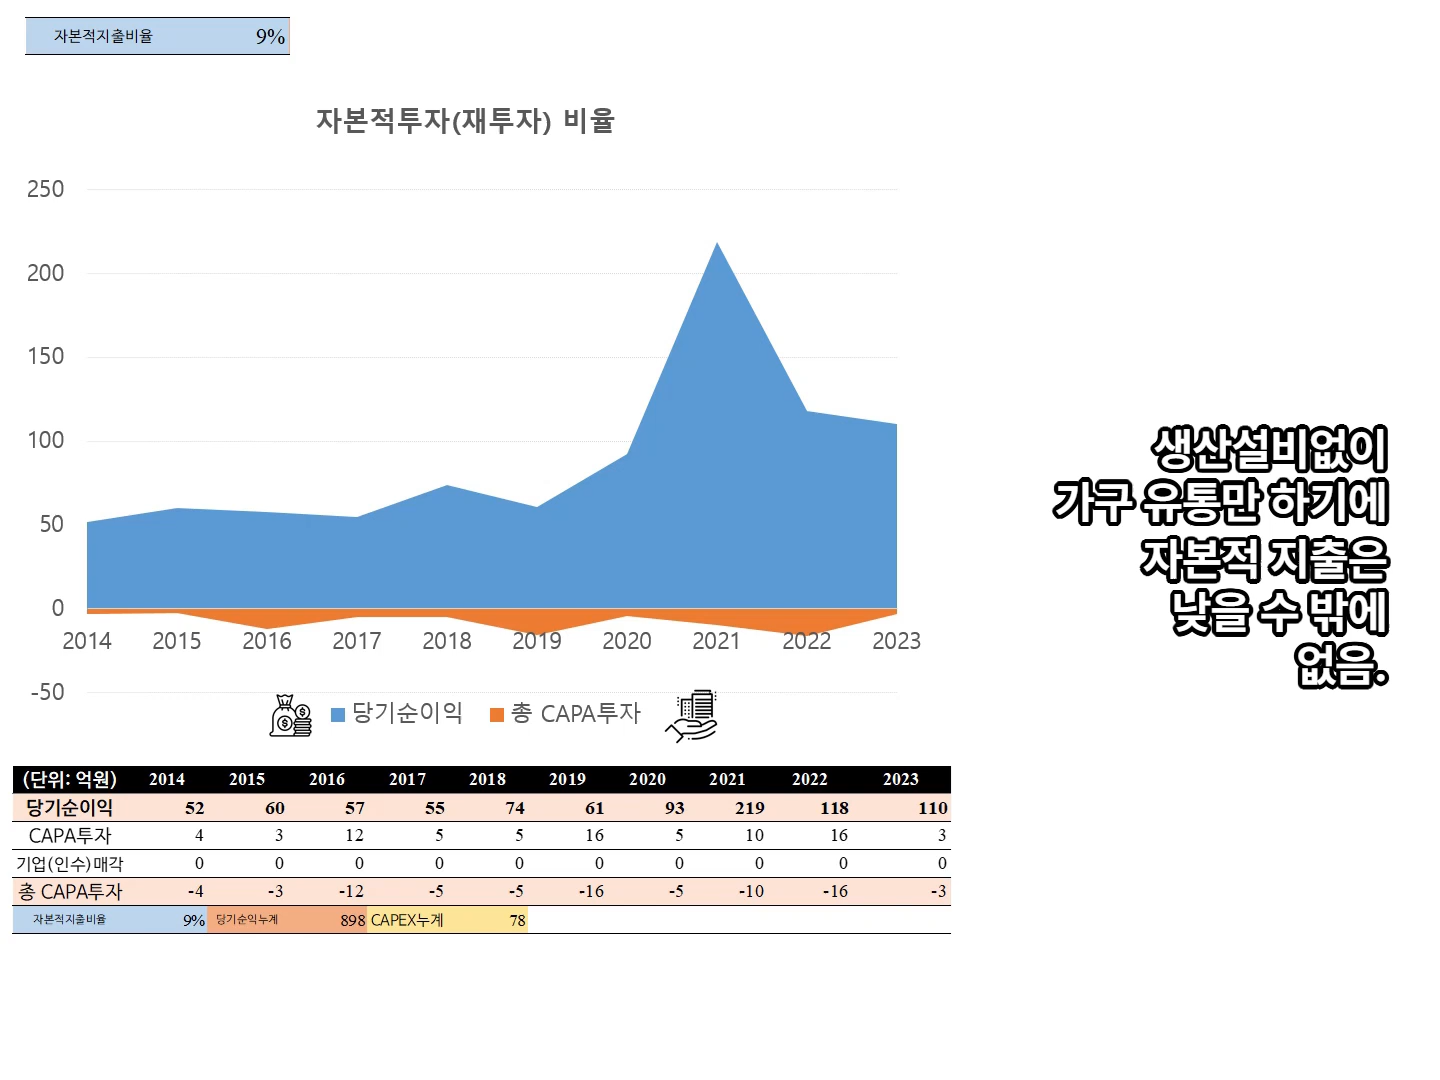 자본적지출비율 9%
자본적투자(재투자) 비율
250
200
150
100
50
0
-50
2014 2015 2016 2017 2018 2019 2020 2021 2022 2023
당기순이익 총 CAPA투자
생산설비없이
가구 유통만 하기에
자본적 지출은
낮을 수 밖에
없음.
(단위: 억원) 2014 2015 2016 2017 2018 2019 2020 2021 2022 2023
당기순이익 52 60 57 55 74 61 93 219 118 110
CAPA투자 4 3 12 5 5 16 5 10 16 3
기업(인수)매각 0 0 0 0 0 0 0 0 0 0
총 CAPA투자 -4 -3 -12 -5 -5 -16 -5 -10 -16 -3
자본적지출비율 9% 당기순익누계 898 CAPEX누계 78